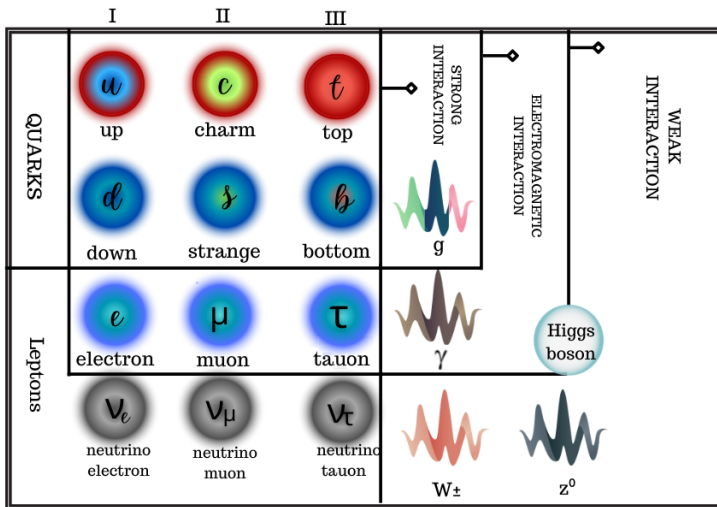 I II III
QUARKS
u c t
up charm top
d s b
down strange bottom
STRONG
INTERACTION
g
ELECTROMAGNETIC
INTERACTION
WEAK
INTERACTION
Leptons
e μ τ
electron muon tauon
γ
Higgs
boson
νe νμ ντ
neutrino
electron
neutrino
muon
neutrino
tauon
W±
z⁰